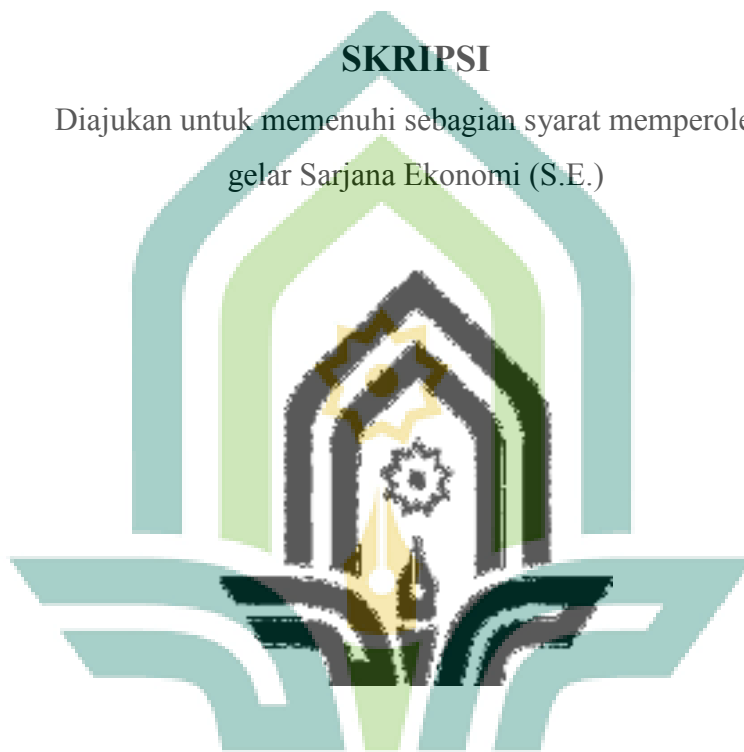 SKRIPSI
Diajukan untuk memenuhi sebagian syarat memperole
gelar Sarjana Ekonomi (S.E.)